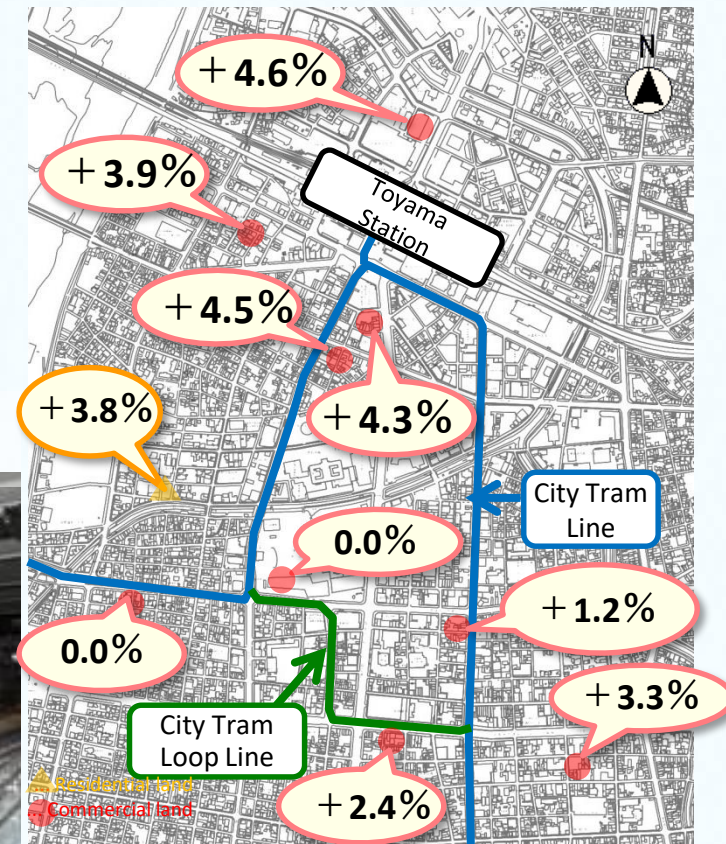 N
+4.6%
+3.9%
Toyama
Station
+4.5%
+4.3%
+3.8%
City Tram
Line
0.0%
+1.2%
0.0%
+3.3%
City Tram
Loop Line
+2.4%
Residential land
Commercial land